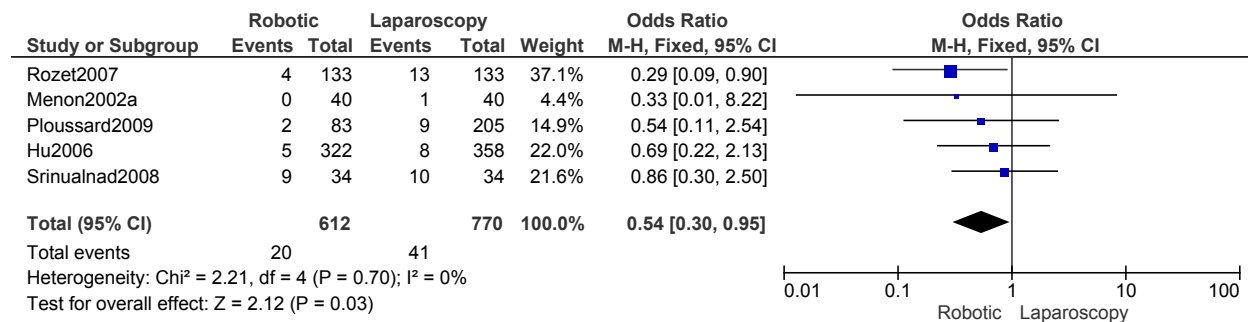 Robotic Laparoscopy Odds Ratio Odds Ratio
Study or Subgroup Events Total Events Total Weight M-H, Fixed, 95% CI M-H, Fixed, 95% CI
Rozet2007 4 133 13 133 37.1% 0.29 [0.09, 0.90]
Menon2002a 0 40 1 40 4.4% 0.33 [0.01, 8.22]
Ploussard2009 2 83 9 205 14.9% 0.54 [0.11, 2.54]
Hu2006 5 322 8 358 22.0% 0.69 [0.22, 2.13]
Srinualnad2008 9 34 10 34 21.6% 0.86 [0.30, 2.50]
Total (95% CI) 612 770 100.0% 0.54 [0.30, 0.95]
Total events 20 41
Heterogeneity: Chi² = 2.21, df = 4 (P = 0.70); I² = 0%
Test for overall effect: Z = 2.12 (P = 0.03)
0.01 0.1 1 10 100
Robotic Laparoscopy